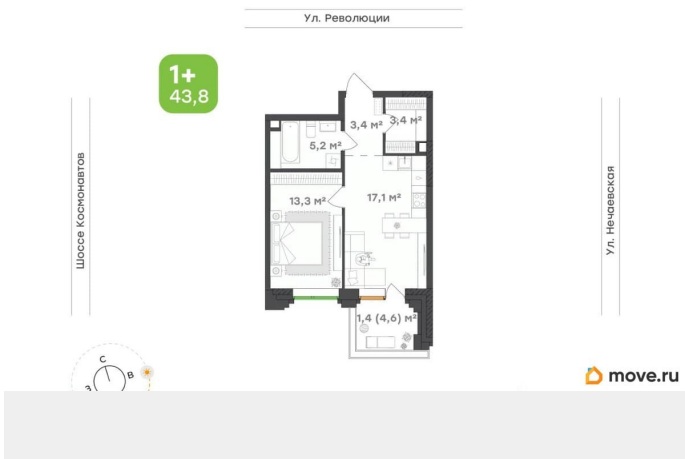 Ул. Революции
1+
43,8
3,4 м²
3,4 м²
5,2 м²
13,3 м²
17,1 м²
Шоссе Космонавтов
Ул. Нечаевская
1,4 (4,6) м²
С
В
З
move.ru